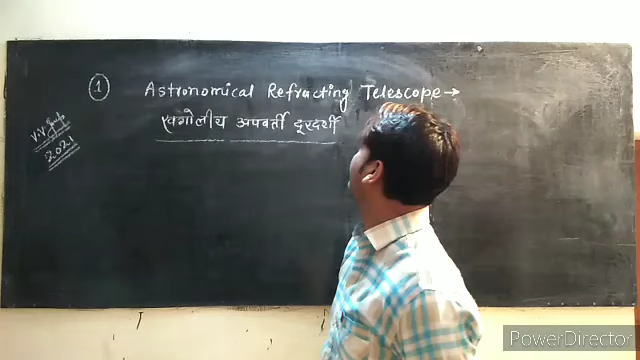 1 Astronomical Refracting Telescope →
खगोलीय अपवर्ती दूरदर्शी
2021
PowerDirector